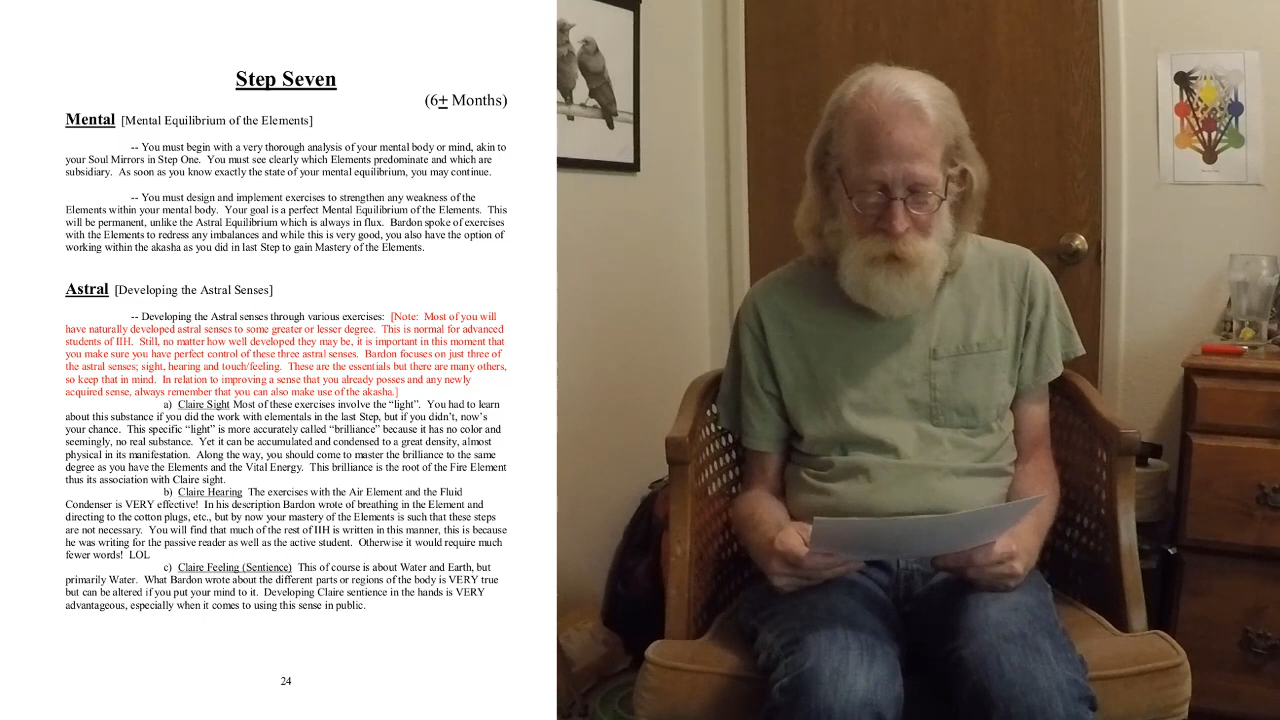 Step Seven
(6± Months)
Mental [Mental Equilibrium of the Elements]
-- You must begin with a very thorough analysis of your mental body or mind, akin to
your Soul Mirrors in Step One. You must see clearly which Elements predominate and which are
subsidiary. As soon as you know exactly the state of your mental equilibrium, you may continue.
-- You must design and implement exercises to strengthen any weakness of the
Elements within your mental body. Your goal is a perfect Mental Equilibrium of the Elements. This
will be permanent, unlike the Astral Equilibrium which is always in flux. Bardon spoke of exercises
with the Elements to redress any imbalances and while this is very good, you also have the option of
working within the akasha as you did in last Step to gain Mastery of the Elements.
Astral [Developing the Astral Senses]
-- Developing the Astral senses through various exercises: [Note: Most of you will
have naturally developed astral senses to some greater or lesser degree. This is normal for advanced
students of IIH. Still, no matter how well developed they may be, it is important in this moment that
you make sure you have perfect control of these three astral senses. Bardon focuses on just three of
the astral senses; sight, hearing and touch/feeling. These are the essentials but there are many others,
so keep that in mind. In relation to improving a sense that you already posses and any newly
acquired sense, always remember that you can also make use of the akasha.]
a) Claire Sight Most of these exercises involve the “light”. You had to learn
about this substance if you did the work with elementals in the last Step, but if you didn’t, now’s
your chance. This specific “light” is more accurately called “brilliance” because it has no color and
seemingly, no real substance. Yet it can be accumulated and condensed to a great density, almost
physical in its manifestation. Along the way, you should come to master the brilliance to the same
degree as you have the Elements and the Vital Energy. This brilliance is the root of the Fire Element
thus its association with Claire sight.
b) Claire Hearing The exercises with the Air Element and the Fluid
Condenser is VERY effective! In his description Bardon wrote of breathing in the Element and
directing to the cotton plugs, etc., but by now your mastery of the Elements is such that these steps
are not necessary. You will find that much of the rest of IIH is written in this manner, this is because
he was writing for the passive reader as well as the active student. Otherwise it would require much
fewer words! LOL
c) Claire Feeling (Sentience) This of course is about Water and Earth, but
primarily Water. What Bardon wrote about the different parts or regions of the body is VERY true
but can be altered if you put your mind to it. Developing Claire sentience in the hands is VERY
advantageous, especially when it comes to using this sense in public.
24